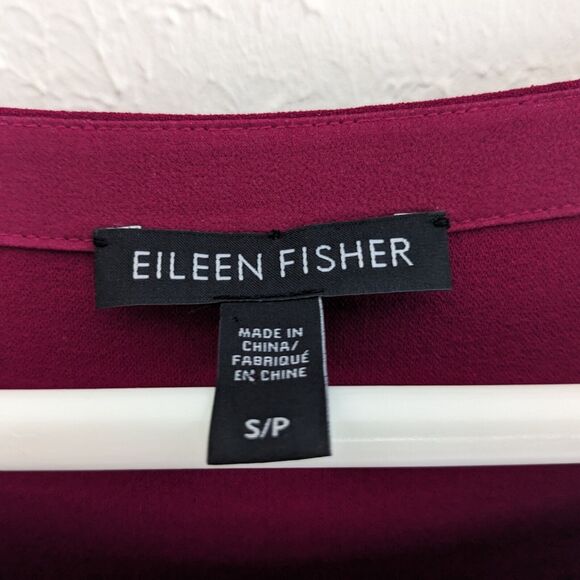 EILEEN FISHER
MADE IN
CHINA/
FABRIQUÉ
EN CHINE
S/P